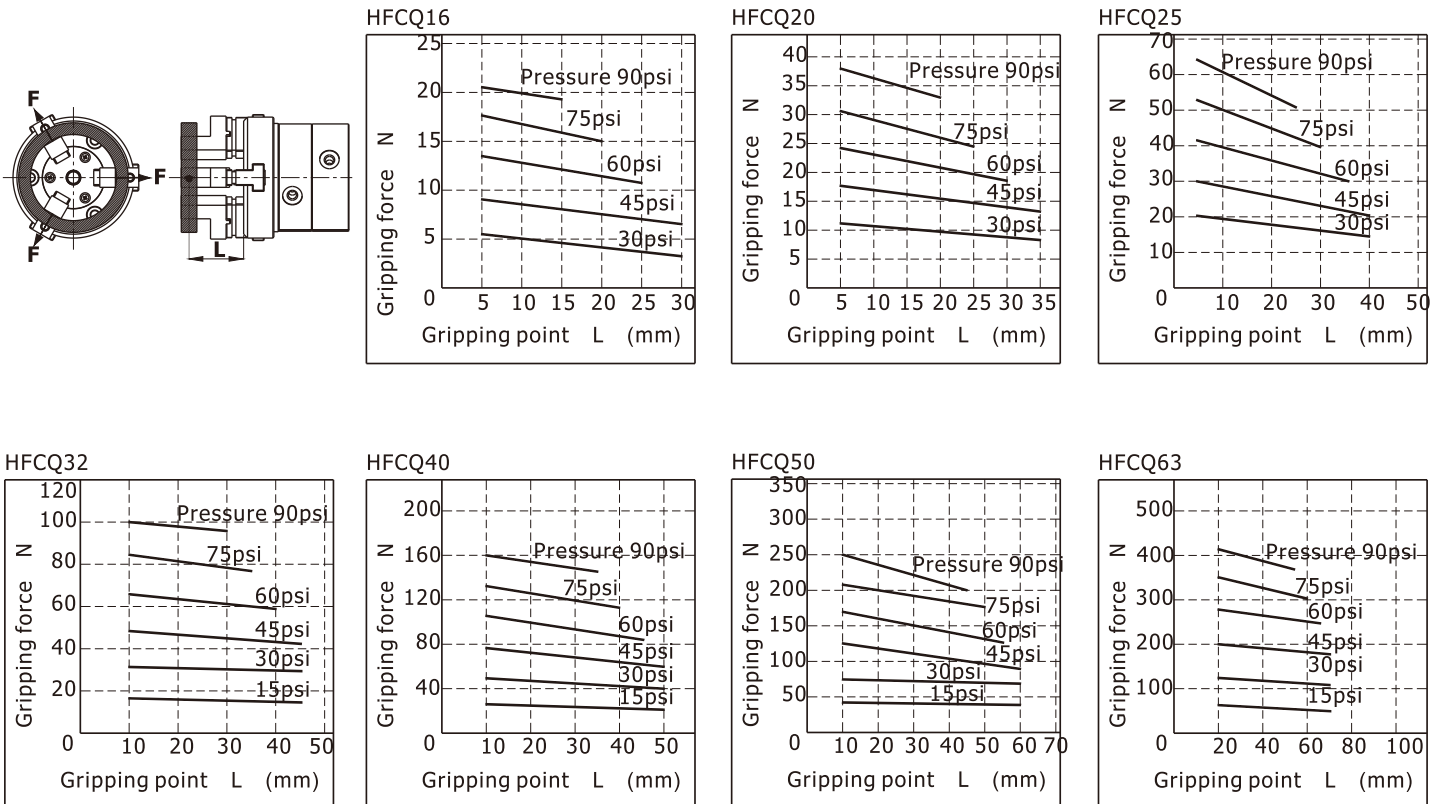 HFCQ16
HFCQ20
HFCQ25
F
F
F
L
Gripping force N
25
20
15
10
5
0
Pressure 90psi
75psi
60psi
45psi
30psi
5 10 15 20 25 30
Gripping point L (mm)
Gripping force N
40
35
30
25
20
15
10
5
0
Pressure 90psi
75psi
60psi
45psi
30psi
5 10 15 20 25 30 35
Gripping point L (mm)
Gripping force N
70
60
50
40
30
20
10
0
Pressure 90psi
75psi
60psi
45psi
30psi
10 20 30 40 50
Gripping point L (mm)
HFCQ32
HFCQ40
HFCQ50
HFCQ63
Gripping force N
120
100
80
60
40
20
0
Pressure 90psi
75psi
60psi
45psi
30psi
15psi
10 20 30 40 50
Gripping point L (mm)
Gripping force N
200
160
120
80
40
0
Pressure 90psi
75psi
60psi
45psi
30psi
15psi
10 20 30 40 50
Gripping point L (mm)
Gripping force N
350
300
250
200
150
100
50
0
Pressure 90psi
75psi
60psi
45psi
30psi
15psi
10 20 30 40 50 60 70
Gripping point L (mm)
Gripping force N
500
400
300
200
100
0
Pressure 90psi
75psi
60psi
45psi
30psi
15psi
20 40 60 80 100
Gripping point L (mm)